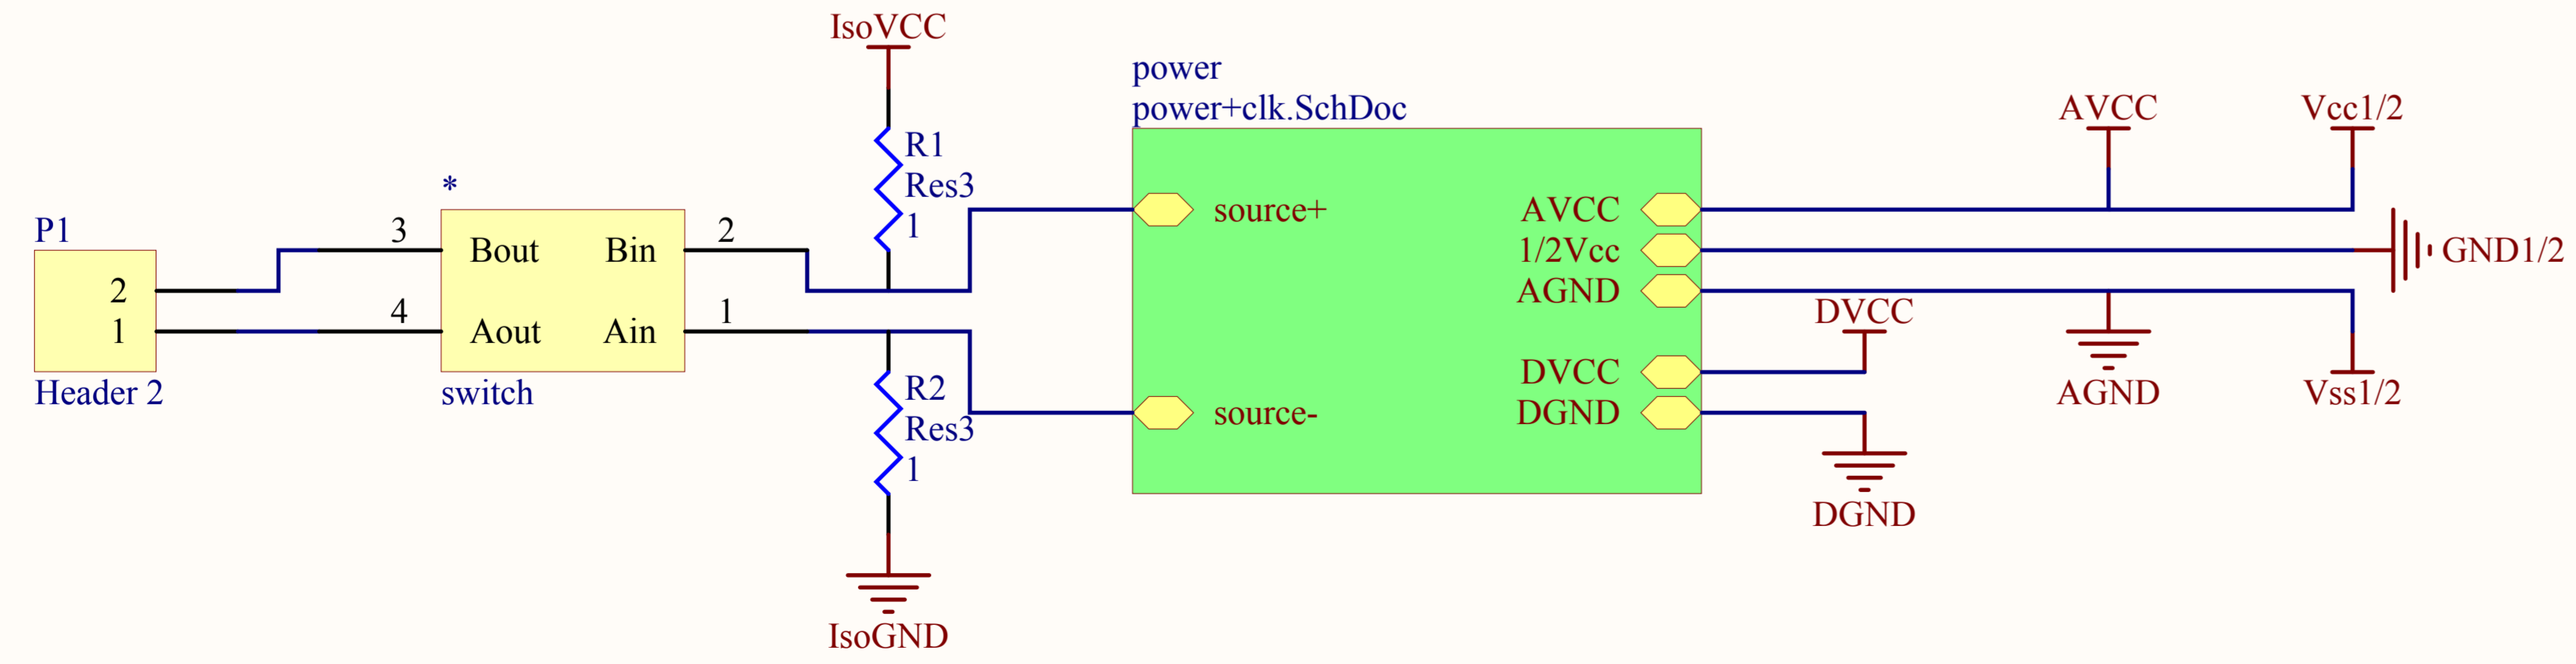 IsoVCC
power
power+clk.SchDoc
AVCC
Vcc1/2
R1
Res3
1
*
P1
3
Bout
Bin
2
2
4
Aout
Ain
1
1
Header 2
switch
source+
AVCC
1/2Vcc
AGND
GND1/2
DVCC
DVCC
DGND
source-
AGND
Vss1/2
R2
Res3
1
DGND
IsoGND